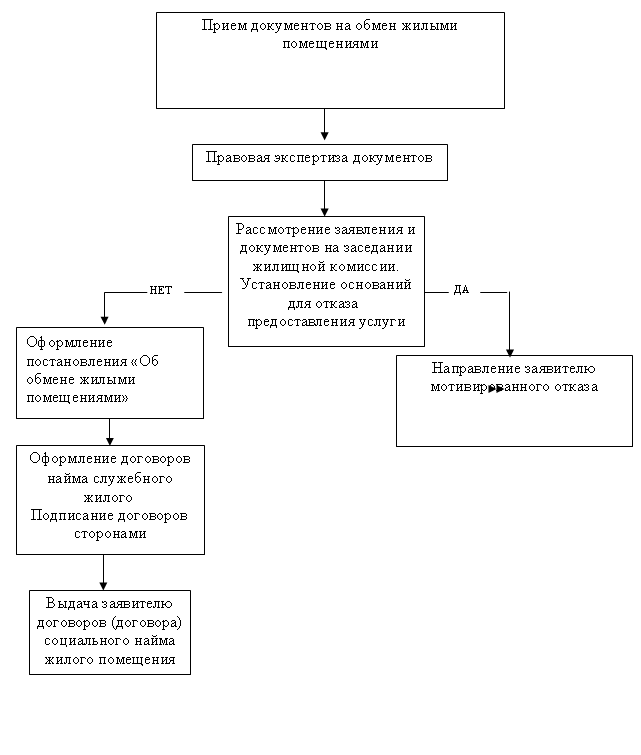 Прием документов на обмен жилыми
помещениями
Правовая экспертиза документов
Рассмотрение заявления и
документов на заседании
жилищной комиссии.
Установление оснований
для отказа
предоставления услуги
НЕТ
ДА
Оформление
постановления «Об
обмене жилыми
помещениями»
Направление заявителю
мотивированного отказа
Оформление договоров
найма служебного
жилого
Подписание договоров
сторонами
Выдача заявителю
договоров (договора)
социального найма
жилого помещения